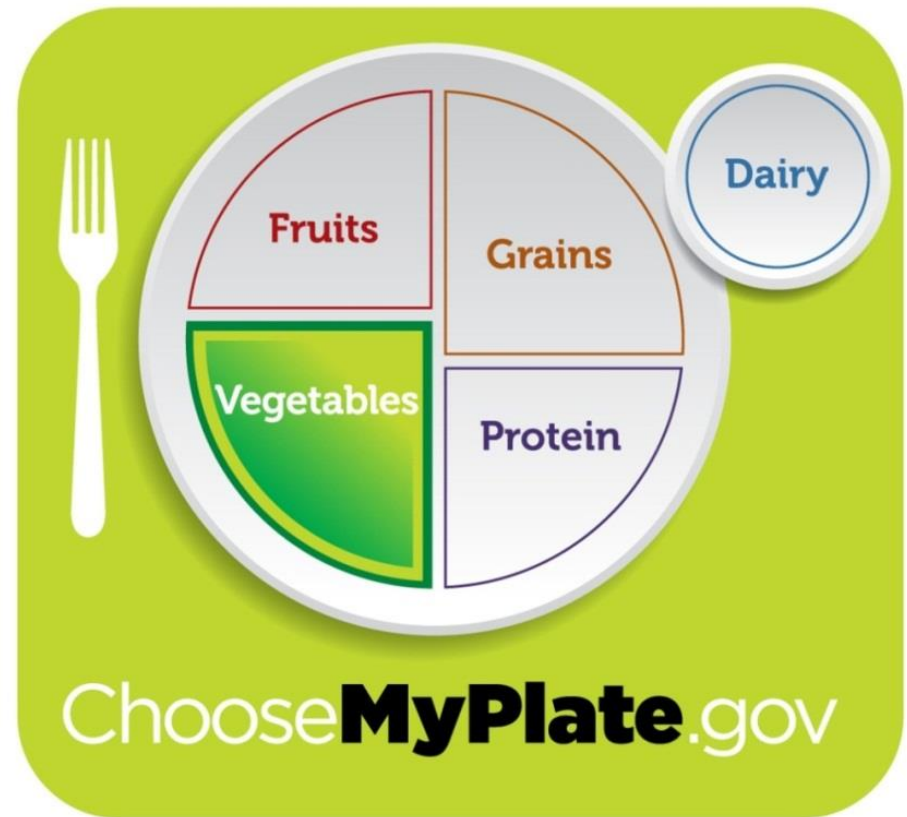 Fruits
Grains
Dairy
Vegetables
Protein
ChooseMyPlate.gov